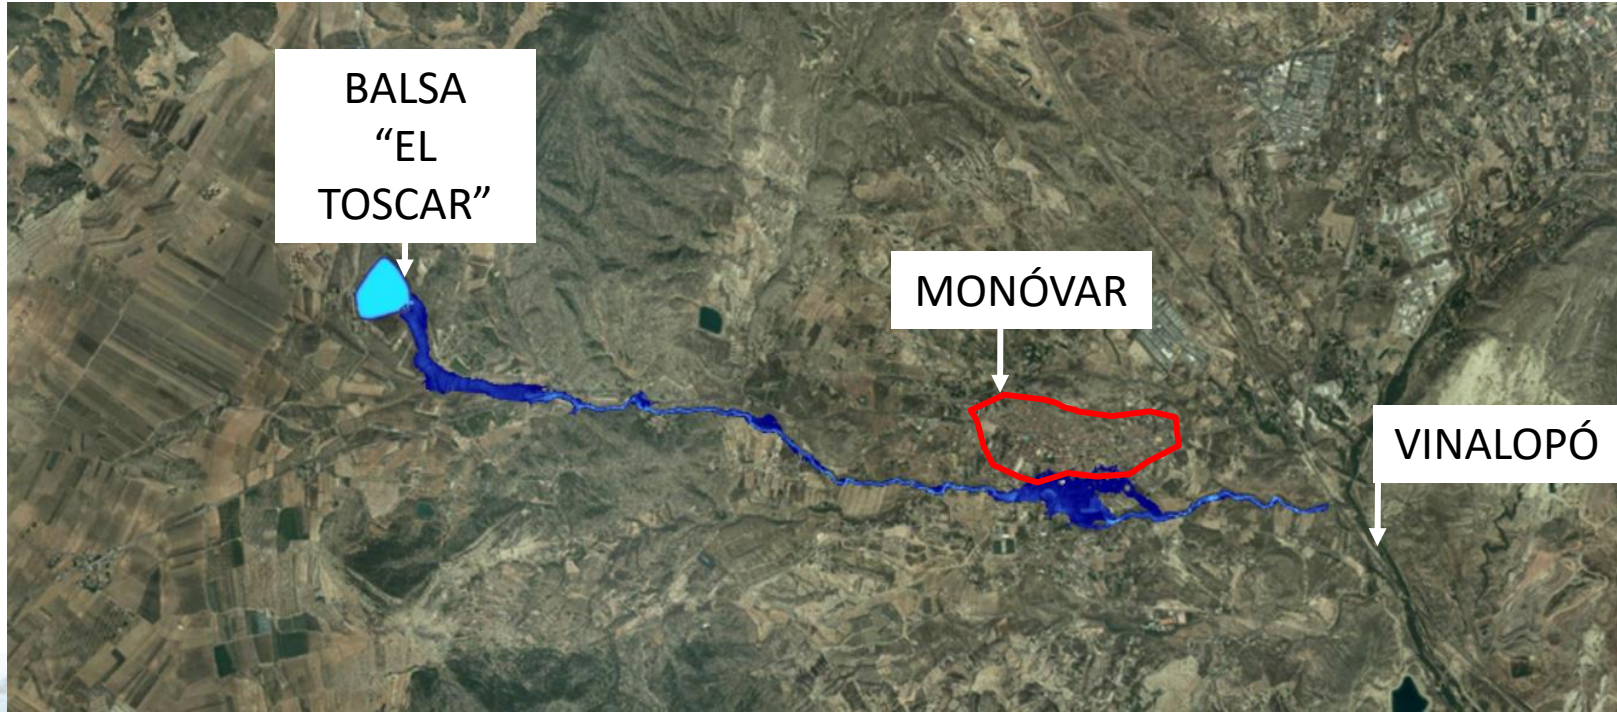 BALSA
“EL
TOSCAR”
MONÓVAR
VINALOPÓ